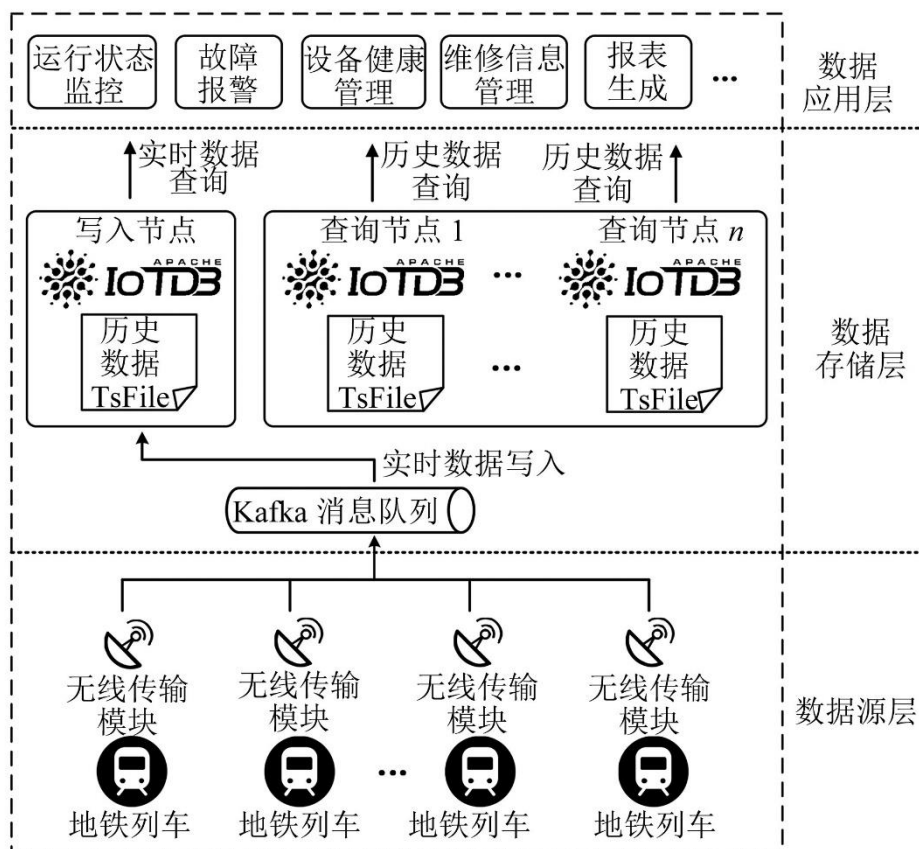 运行状态
监控
故障
报警
设备健康
管理
维修信息
管理
报表
生成
...
数据
应用层
实时数据
查询
历史数据
查询
历史数据
查询
写入节点
APACHE
IoTDB
历史
数据
TsFile
查询节点 1
APACHE
IoTDB
历史
数据
TsFile
...
...
查询节点 n
APACHE
IoTDB
历史
数据
TsFile
数据
存储层
实时数据写入
Kafka 消息队列
无线传输
模块
无线传输
模块
无线传输
模块
无线传输
模块
数据源层
...
地铁列车
地铁列车
地铁列车
地铁列车